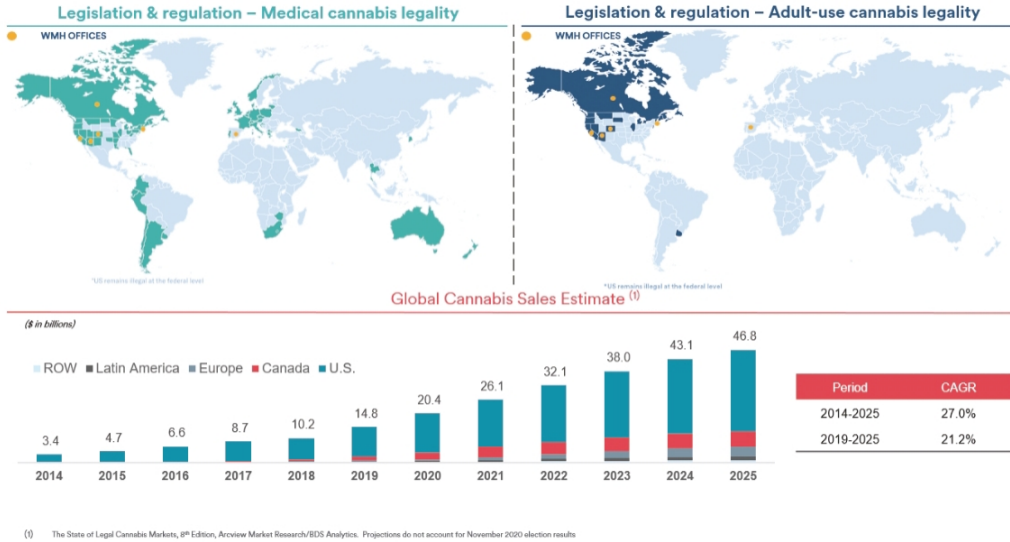 Legislation & regulation – Medical cannabis legality
WMH OFFICES
*US remains illegal at the federal level
Legislation & regulation – Adult-use cannabis legality
WMH OFFICES
*US remains illegal at the federal level
Global Cannabis Sales Estimate (1)
($ in billions)
ROW Latin America Europe Canada U.S.
3.4 4.7 6.6 8.7 10.2 14.8 20.4 26.1 32.1 38.0 43.1 46.8
2014 2015 2016 2017 2018 2019 2020 2021 2022 2023 2024 2025
Period CAGR
2014-2025 27.0%
2019-2025 21.2%
(1) The State of Legal Cannabis Markets, 8th Edition, Arcview Market Research/BDS Analytics. Projections do not account for November 2020 election results